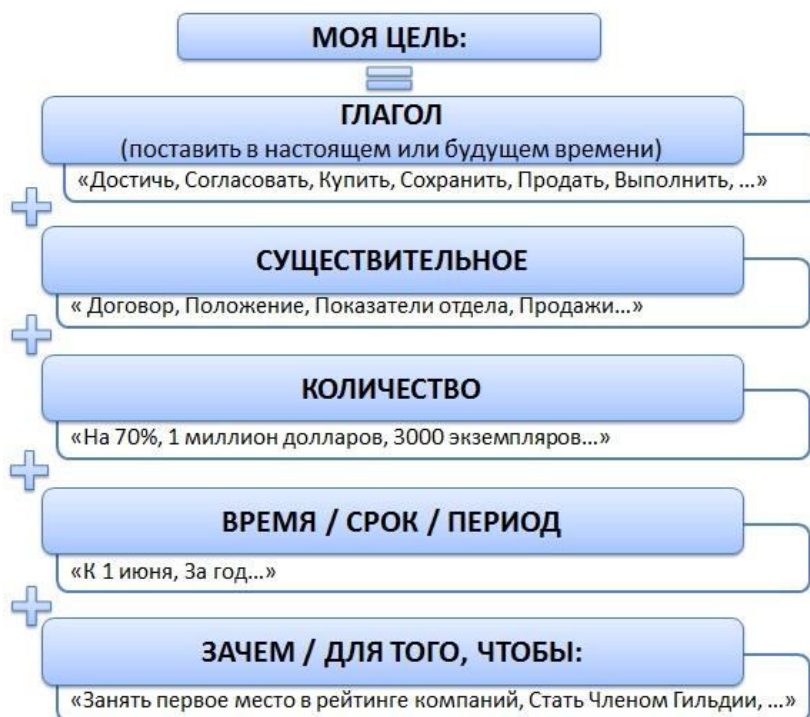 МОЯ ЦЕЛЬ:
ГЛАГОЛ
(поставить в настоящем или будущем времени)
«Достичь, Согласовать, Купить, Сохранить, Продать, Выполнить, ...»
СУЩЕСТВИТЕЛЬНОЕ
« Договор, Положение, Показатели отдела, Продажи...»
КОЛИЧЕСТВО
«На 70%, 1 миллион долларов, 3000 экземпляров...»
ВРЕМЯ / СРОК / ПЕРИОД
«К 1 июня, За год...»
ЗАЧЕМ / ДЛЯ ТОГО, ЧТОБЫ:
«Занять первое место в рейтинге компаний, Стать Членом Гильдии, ...»